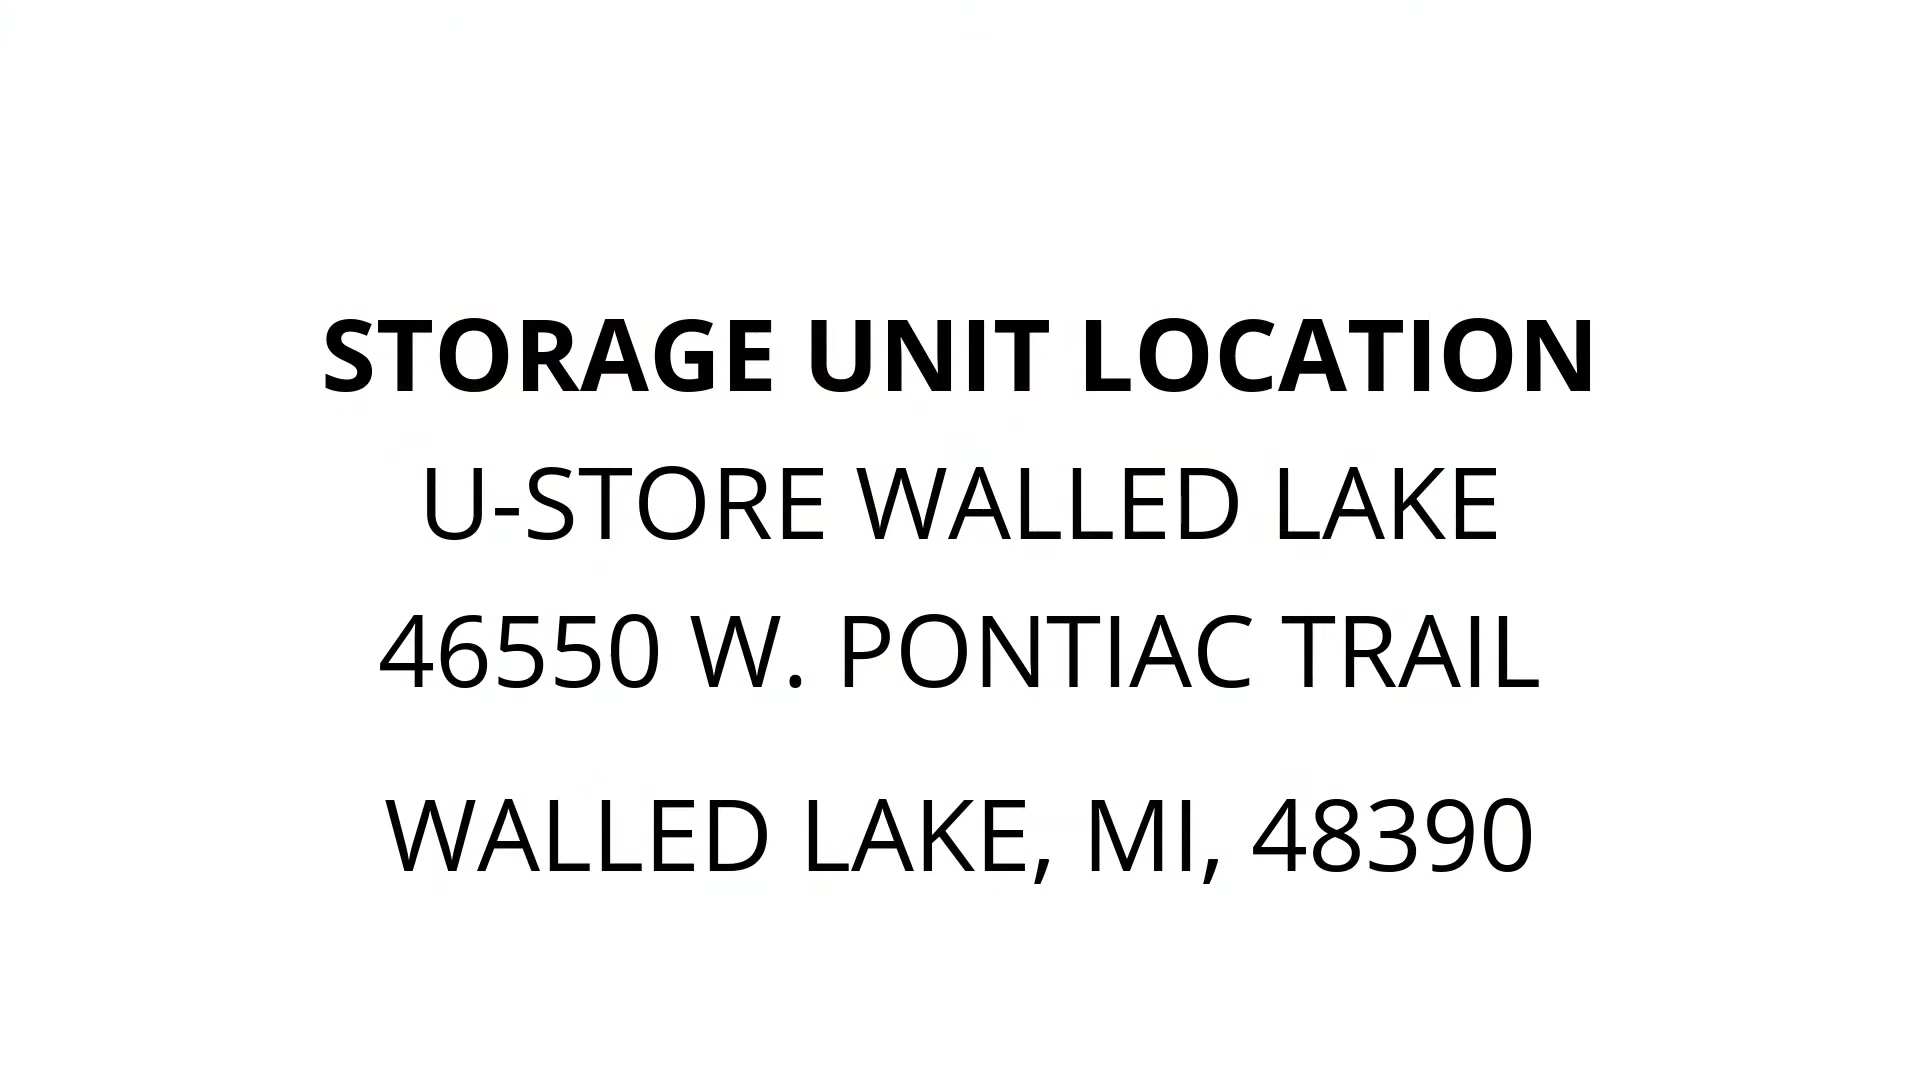 STORAGE UNIT LOCATION
U-STORE WALLED LAKE
46550 W. PONTIAC TRAIL
WALLED LAKE, MI, 48390